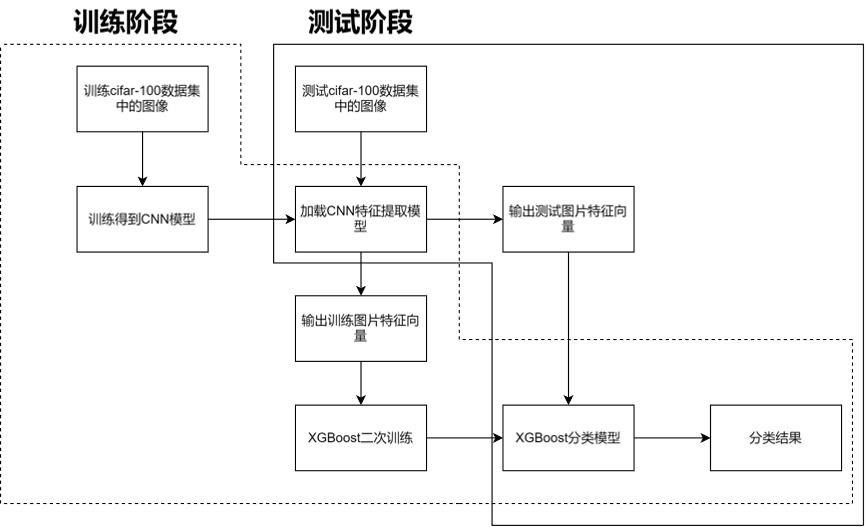 训练阶段
测试阶段
训练cifar-100数据集
中的图像
测试cifar-100数据集
中的图像
训练得到CNN模型
加载CNN特征提取模
型
输出测试图片特征向
量
输出训练图片特征向
量
XGBoost二次训练
XGBoost分类模型
分类结果